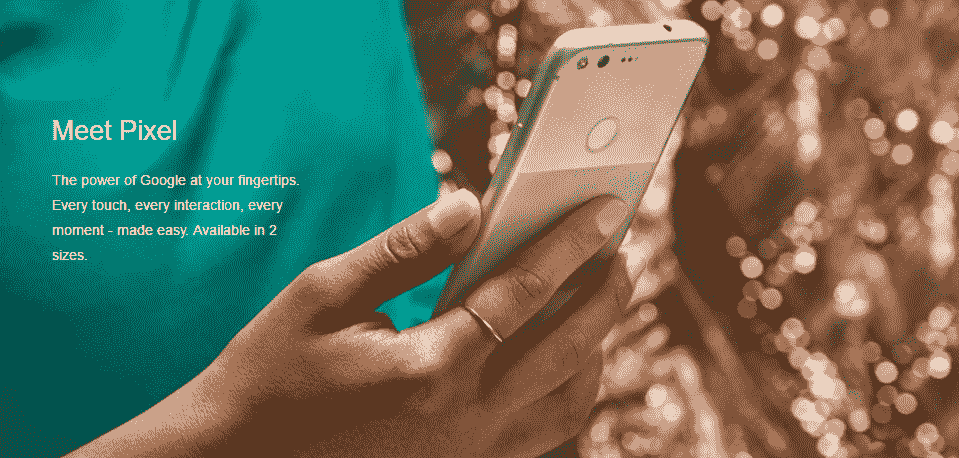 Meet Pixel
The power of Google at your fingertips.
Every touch, every interaction, every
moment - made easy. Available in 2
sizes.